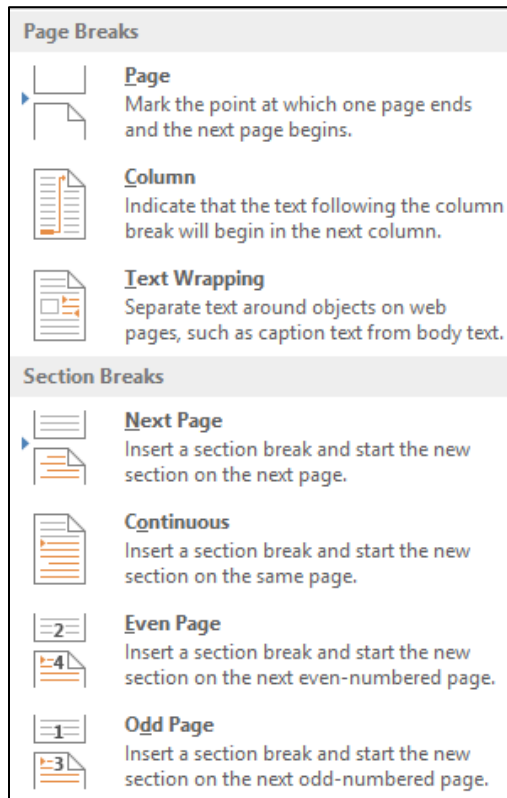 Page Breaks
Page
Mark the point at which one page ends
and the next page begins.
Column
Indicate that the text following the column
break will begin in the next column.
Text Wrapping
Separate text around objects on web
pages, such as caption text from body text.
Section Breaks
Next Page
Insert a section break and start the new
section on the next page.
Continuous
Insert a section break and start the new
section on the same page.
2
Even Page
4
Insert a section break and start the new
section on the next even-numbered page.
1
Odd Page
3
Insert a section break and start the new
section on the next odd-numbered page.